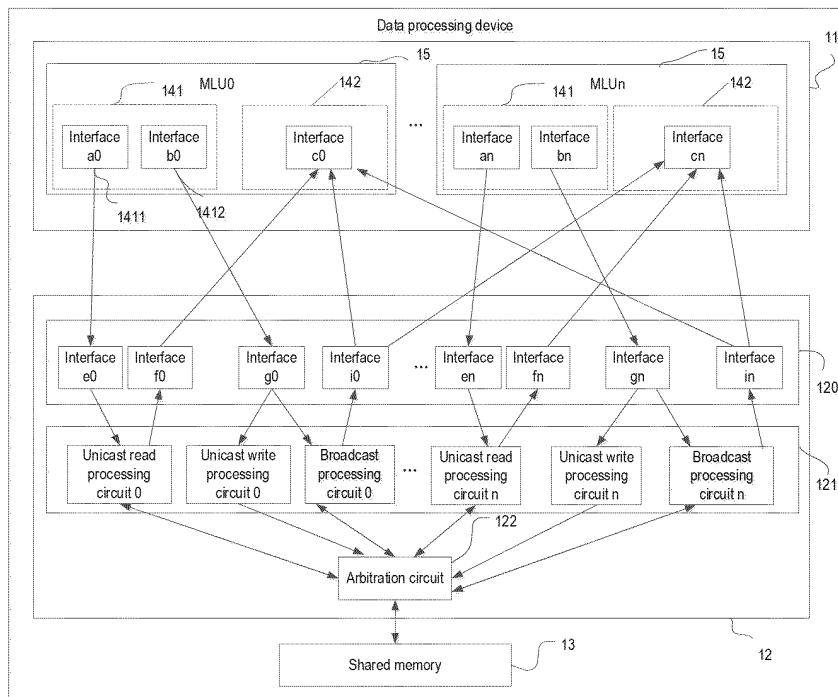 Data processing device
11
15
15
141
MLU0
142
141
MLUn
142
Interface
a0
Interface
b0
Interface
c0
...
Interface
an
Interface
bn
Interface
cn
1411
1412
Interface
e0
Interface
f0
Interface
g0
Interface
i0
...
Interface
en
Interface
fn
Interface
gn
Interface
in
120
Unicast read
processing
circuit 0
Unicast write
processing
circuit 0
Broadcast
processing
circuit 0
...
Unicast read
processing
circuit n
Unicast write
processing
circuit n
Broadcast
processing
circuit n
121
122
Arbitration circuit
12
13
Shared memory